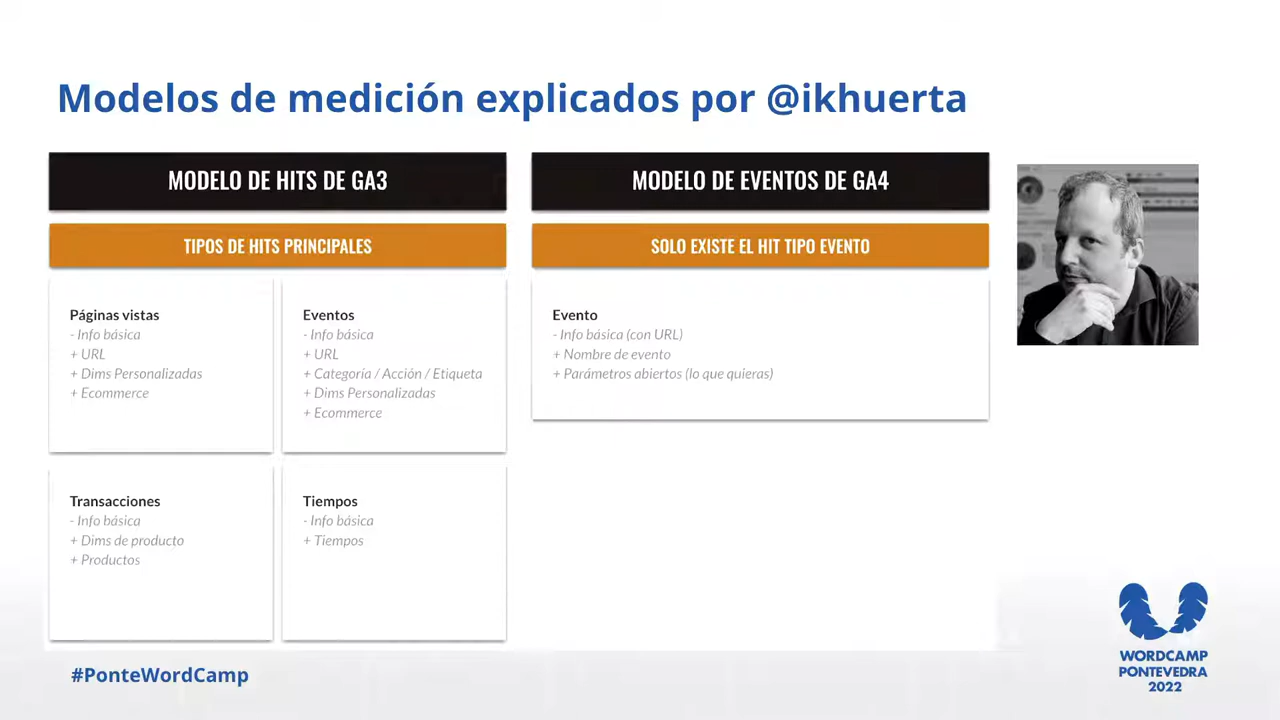 Modelos de medición explicados por @ikhuerta
MODELO DE HITS DE GA3
TIPOS DE HITS PRINCIPALES
Páginas vistas
- Info básica
+ URL
+ Dims Personalizadas
+ Ecommerce
Eventos
- Info básica
+ URL
+ Categoría / Acción / Etiqueta
+ Dims Personalizadas
+ Ecommerce
Transacciones
- Info básica
+ Dims de producto
+ Productos
Tiempos
- Info básica
+ Tiempos
MODELO DE EVENTOS DE GA4
SOLO EXISTE EL HIT TIPO EVENTO
Evento
- Info básica (con URL)
+ Nombre de evento
+ Parámetros abiertos (lo que quieras)
#PonteWordCamp
WORDCAMP
PONTEVEDRA
2022